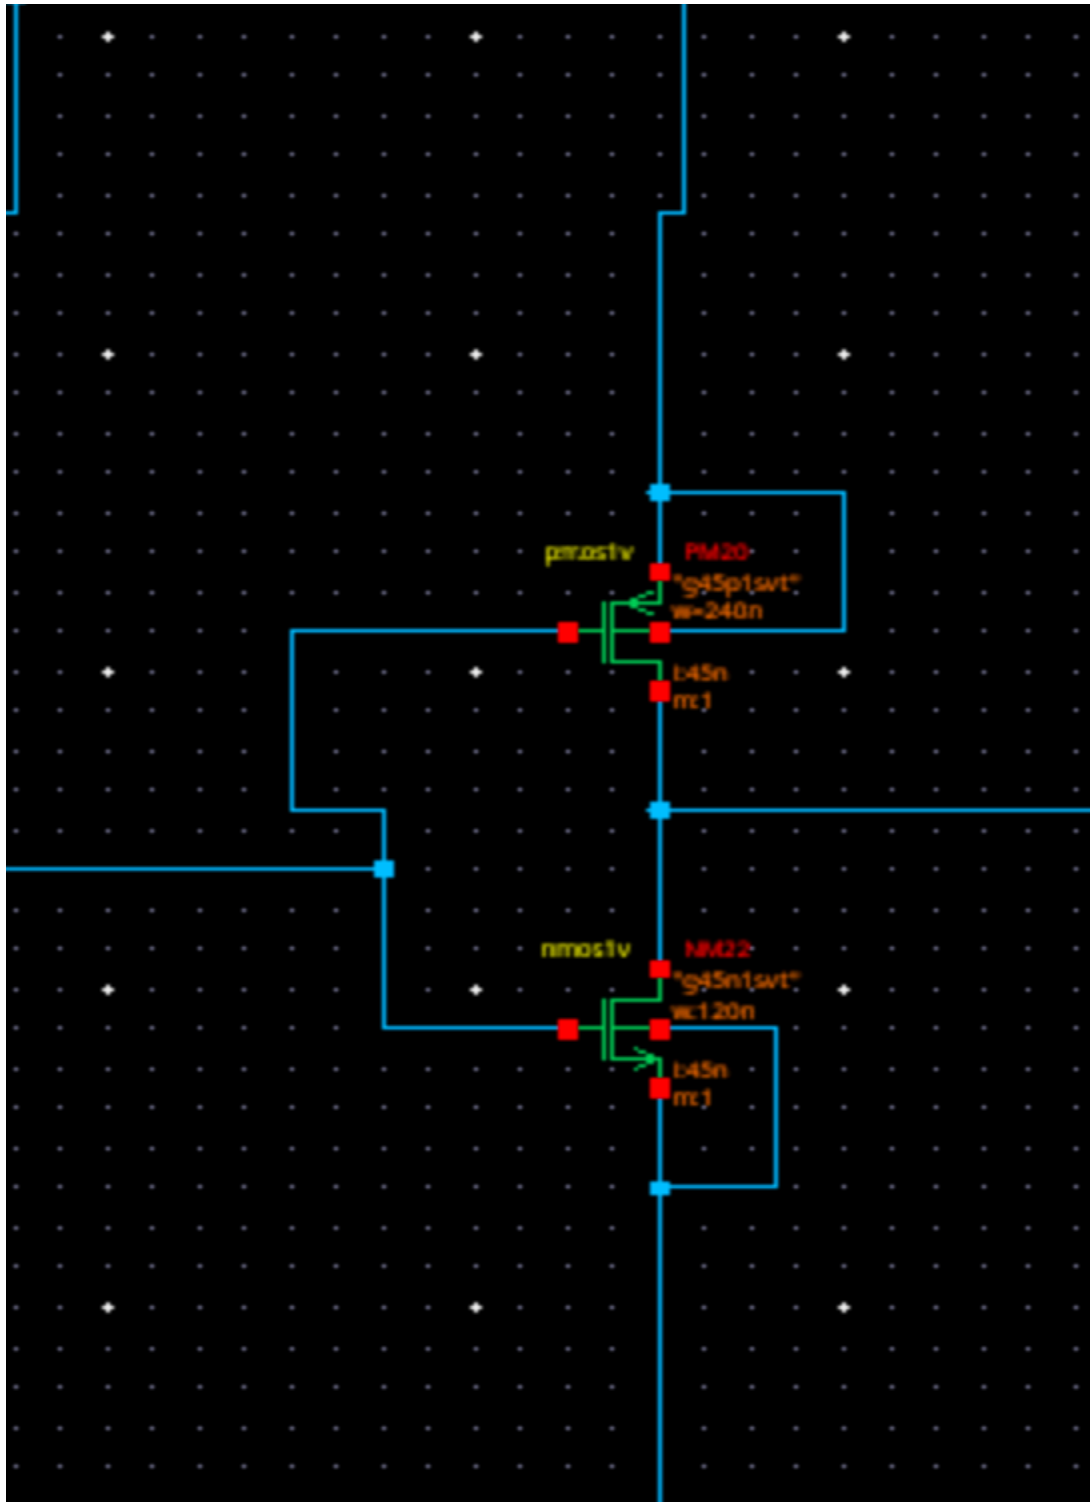 pmos1v PM20
"g45p1svt"
w=240n
l:45n
m:1
nmos1v NM22
"g45n1svt"
w:120n
l:45n
m:1